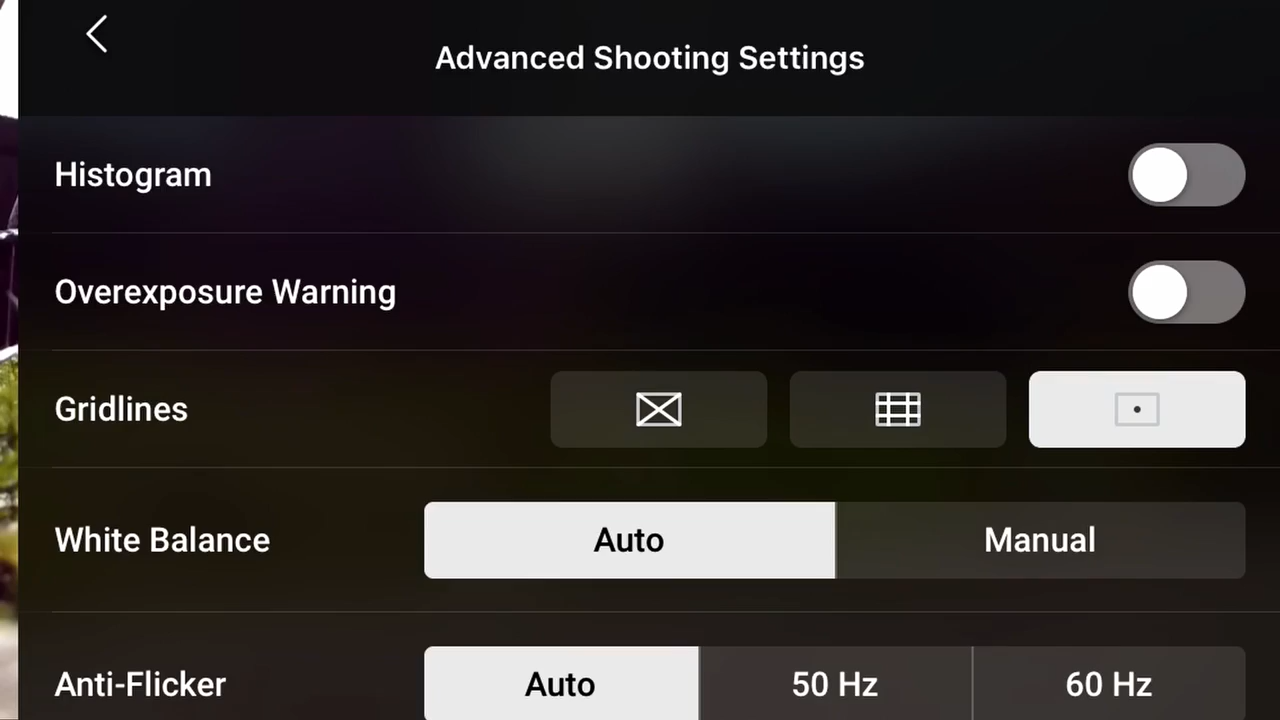 Advanced Shooting Settings
Histogram
Overexposure Warning
Gridlines
White Balance Auto Manual
Anti-Flicker Auto 50 Hz 60 Hz